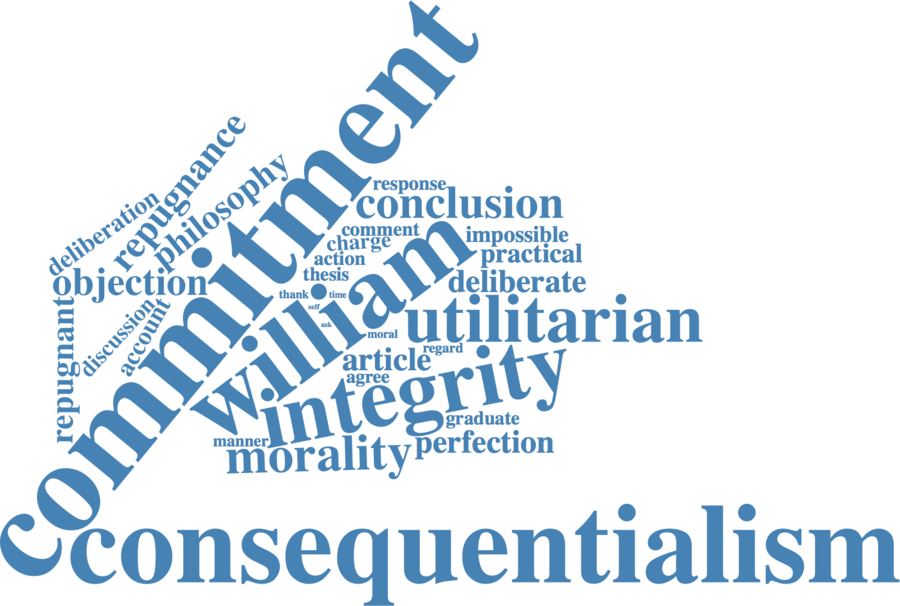 commitment
repugnance
philosophy
deliberation
response
conclusion
comment
charge
impossible
action
practical
objection
thesis
deliberate
thank
time
self
ask
william
utilitarian
moral
repugnant
discussion
account
regard
article
agree
integrity
graduate
manner
perfection
morality
consequentialism